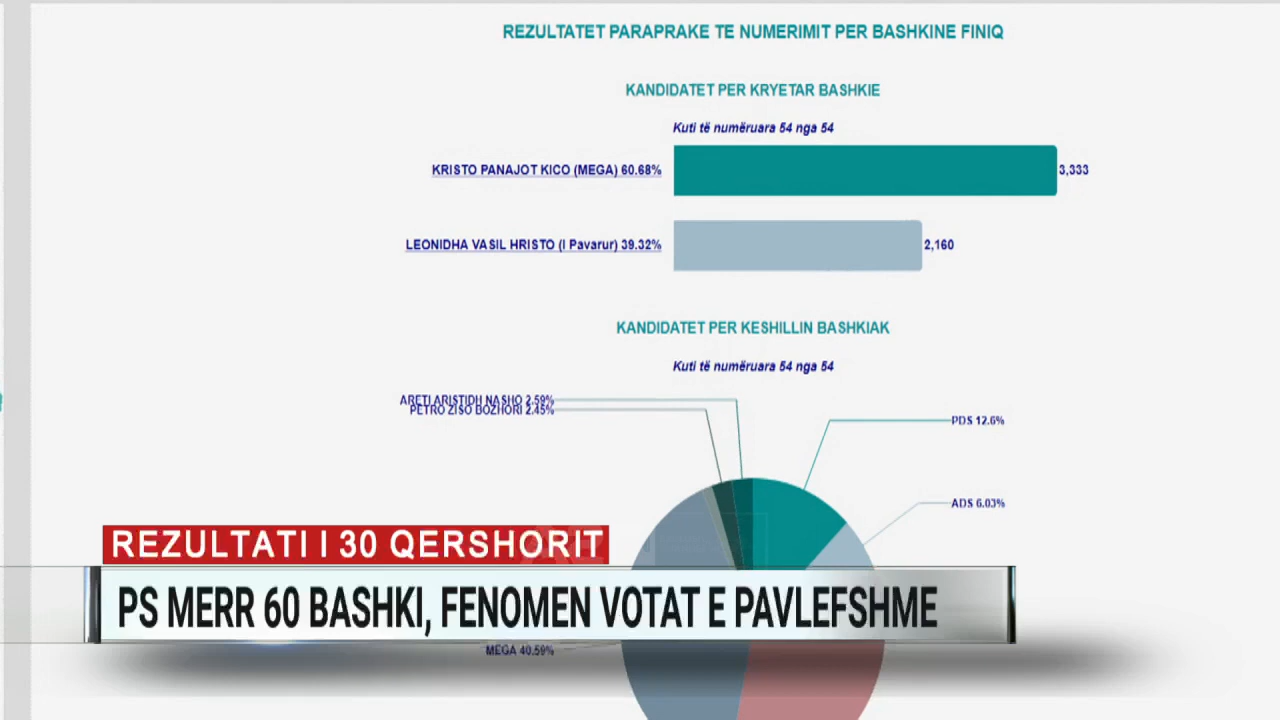 REZULTATET PARAPRAKE TE NUMERIMIT PER BASHKINE FINIQ
KANDIDATET PER KRYETAR BASHKIE
Kuti të numëruara 54 nga 54
KRISTO PANAJOT KICO (MEGA) 60.68%
3,333
LEONIDHA VASIL HRISTO (I Pavarur) 39.32%
2,160
KANDIDATET PER KESHILLIN BASHKIAK
Kuti të numëruara 54 nga 54
ARETI ARISTIDH NASHO 2.59%
PETRO ZISO BOZHORI 2.45%
PDS 12.6%
ADS 6.03%
REZULTATI I 30 QERSHORIT
PS MERR 60 BASHKI, FENOMEN VOTAT E PAVLEFSHME
MEGA 40.59%